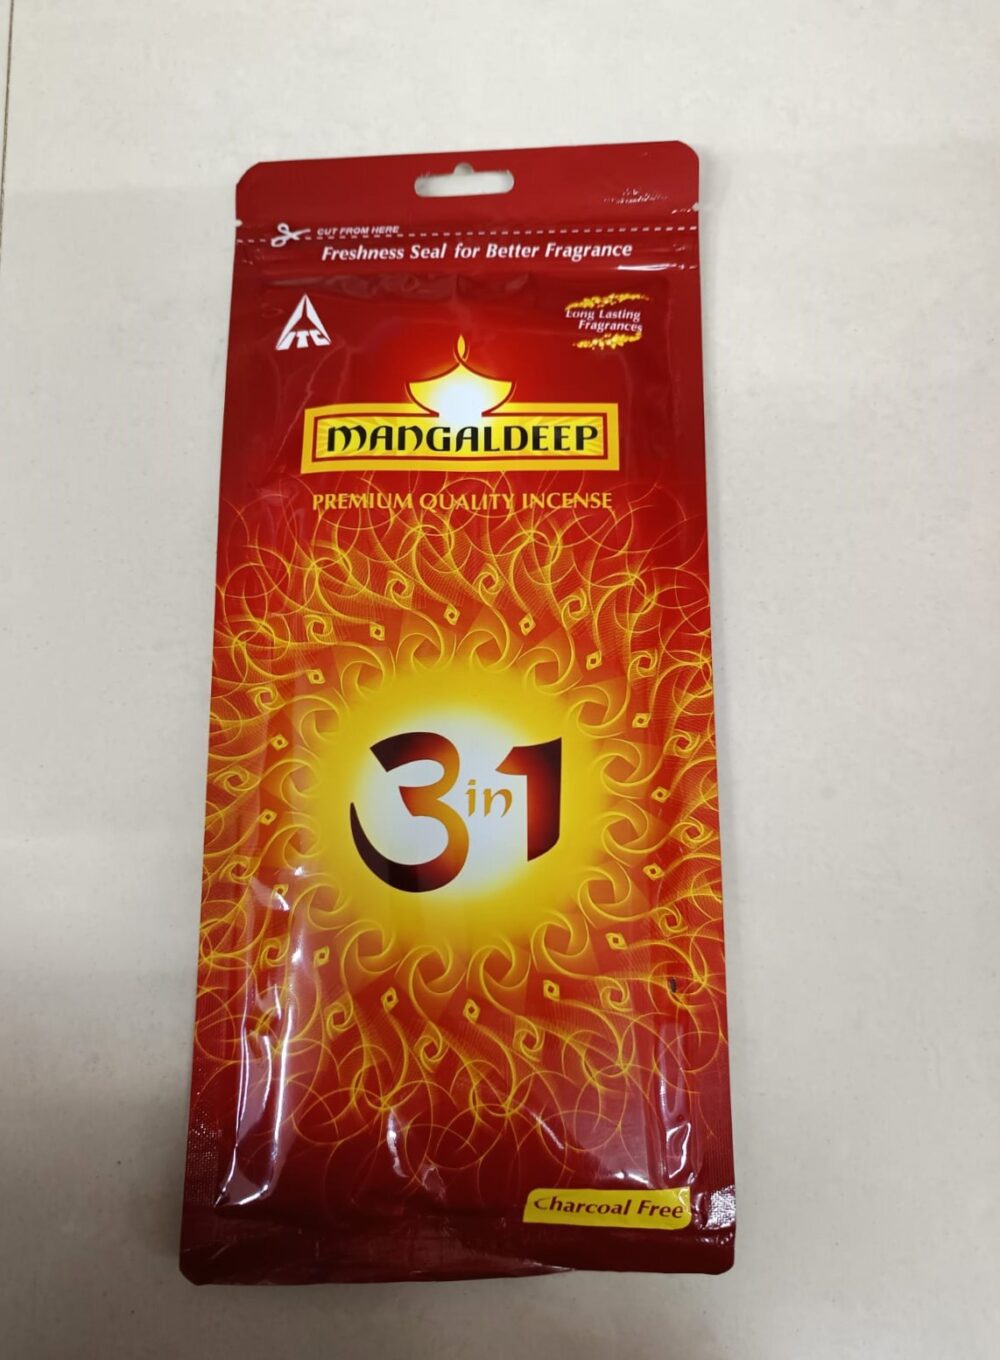 CUT FROM HERE
Freshness Seal for Better Fragrance
ITC
Long Lasting
Fragrances
MANGALDEEP
PREMIUM QUALITY INCENSE
3 in 1
Charcoal Free